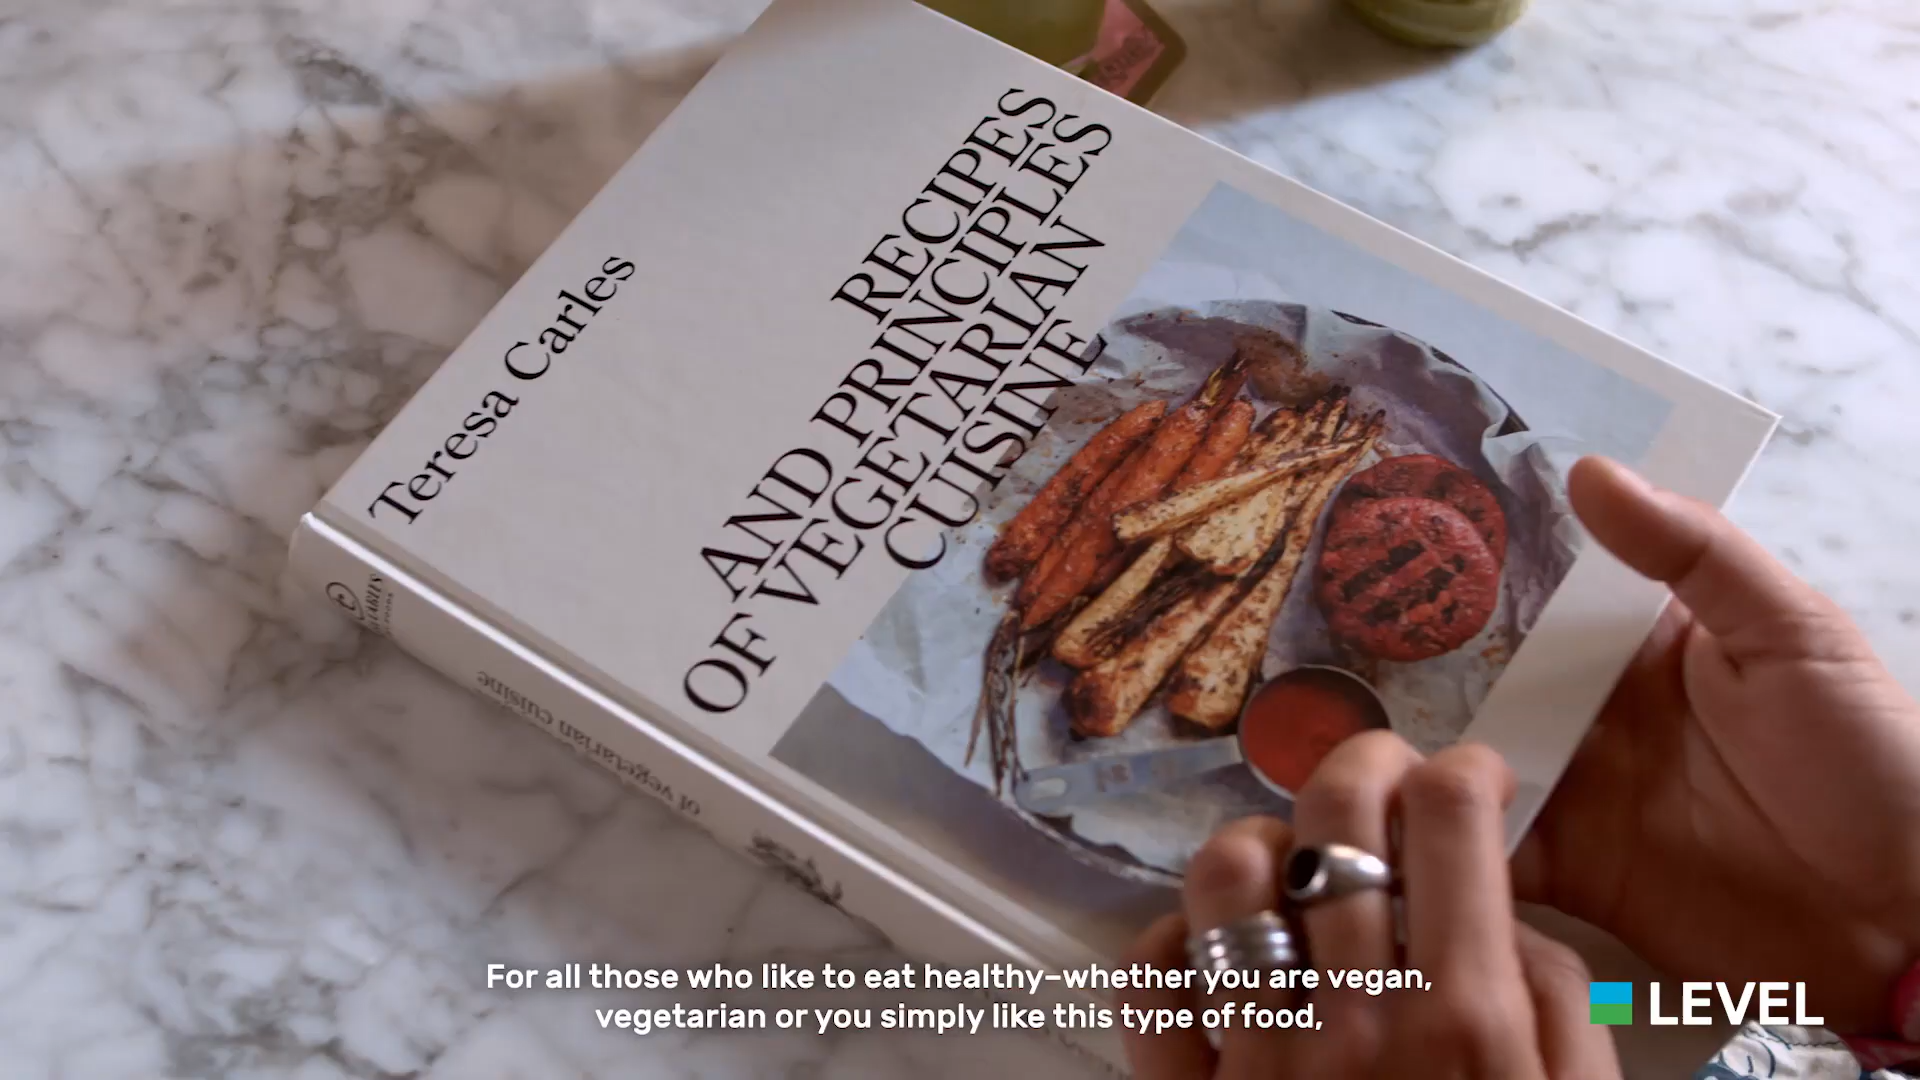 Teresa Carles
RECIPES
AND PRINCIPLES
OF VEGETARIAN
CUISINE
of vegetarian cuisine
For all those who like to eat healthy–whether you are vegan,
vegetarian or you simply like this type of food,
LEVEL